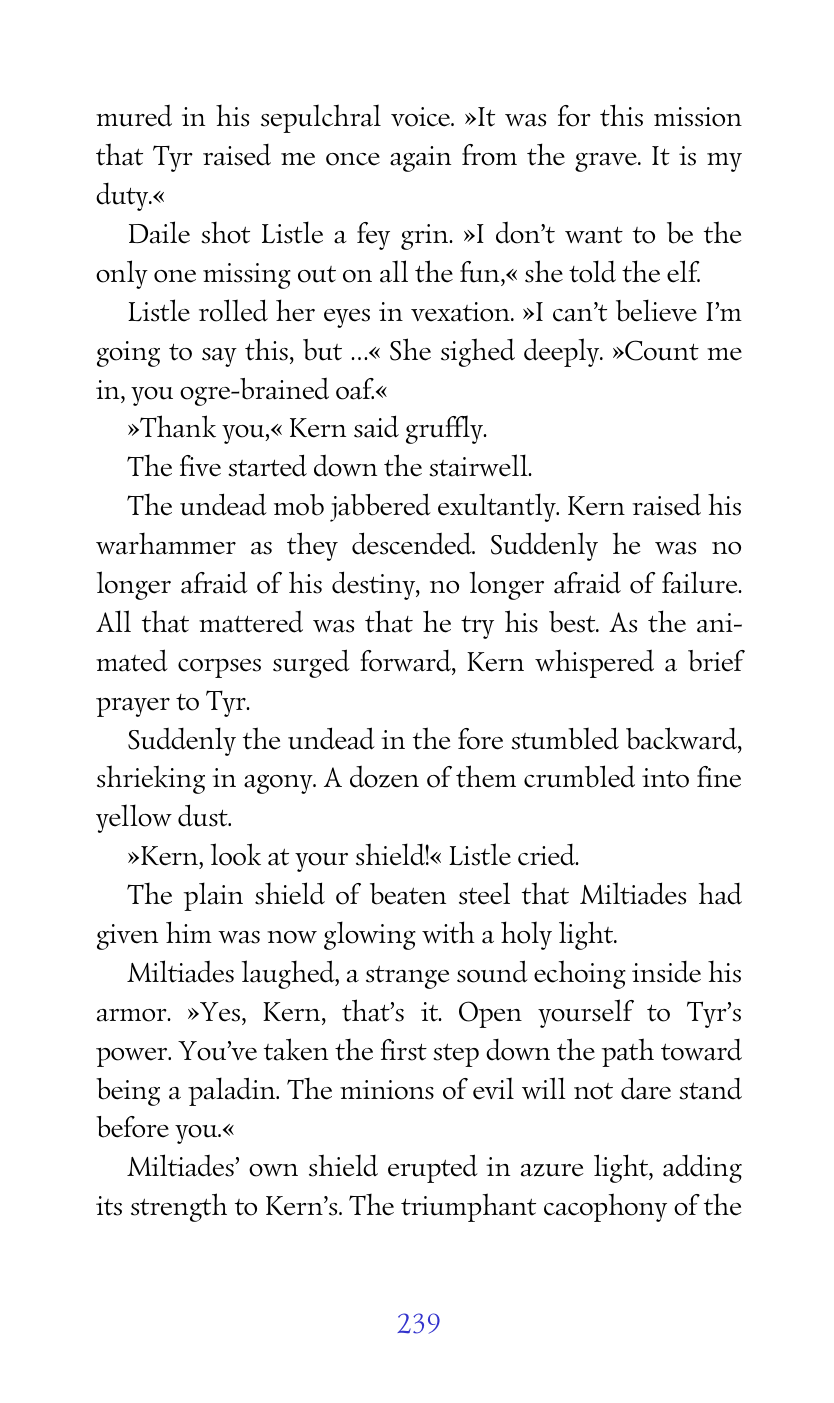 mured in his sepulchral voice. »It was for this mission
that Tyr raised me once again from the grave. It is my
duty.«
Daile shot Listle a fey grin. »I don’t want to be the
only one missing out on all the fun,« she told the elf.
Listle rolled her eyes in vexation. »I can’t believe I’m
going to say this, but ...« She sighed deeply. »Count me
in, you ogre-brained oaf.«
»Thank you,« Kern said gruffly.
The five started down the stairwell.
The undead mob jabbered exultantly. Kern raised his
warhammer as they descended. Suddenly he was no
longer afraid of his destiny, no longer afraid of failure.
All that mattered was that he try his best. As the ani-
mated corpses surged forward, Kern whispered a brief
prayer to Tyr.
Suddenly the undead in the fore stumbled backward,
shrieking in agony. A dozen of them crumbled into fine
yellow dust.
»Kern, look at your shield!« Listle cried.
The plain shield of beaten steel that Miltiades had
given him was now glowing with a holy light.
Miltiades laughed, a strange sound echoing inside his
armor. »Yes, Kern, that’s it. Open yourself to Tyr’s
power. You’ve taken the first step down the path toward
being a paladin. The minions of evil will not dare stand
before you.«
Miltiades’ own shield erupted in azure light, adding
its strength to Kern’s. The triumphant cacophony of the
239